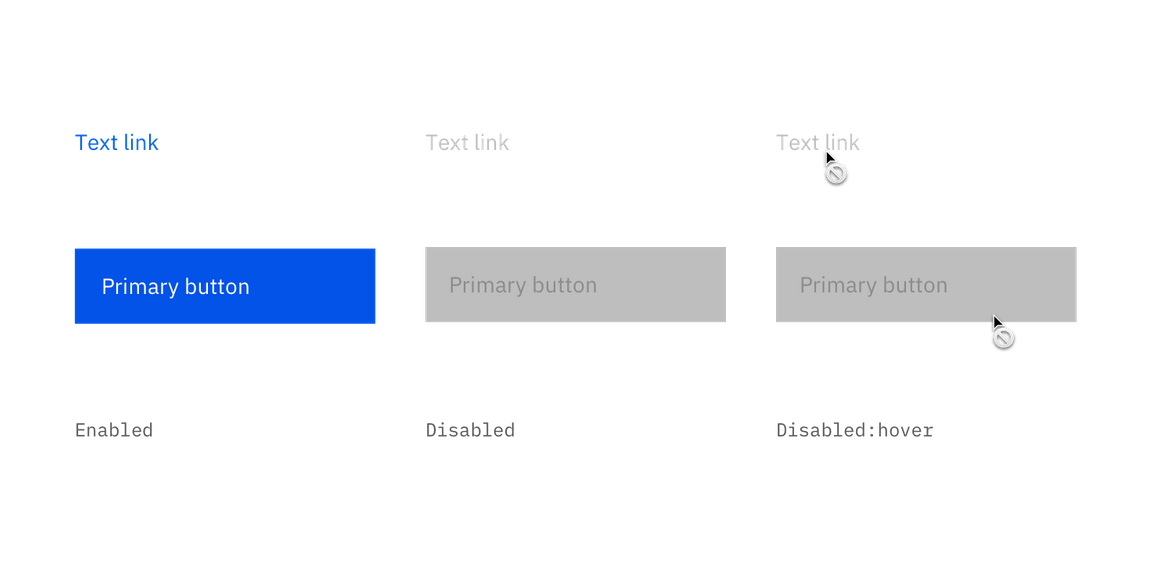 Text link
Text link
Text link
Primary button
Primary button
Primary button
Enabled
Disabled
Disabled:hover